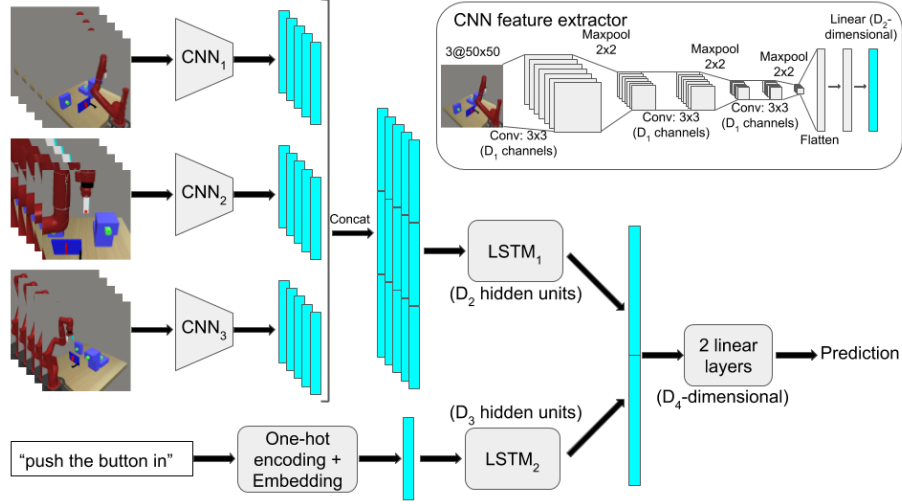 CNN feature extractor
Linear (D₂-
dimensional)
3@50x50
Maxpool
2x2
Maxpool
2x2
Maxpool
2x2
Conv: 3x3
(D₁ channels)
Conv: 3x3
(D₁ channels)
Conv: 3x3
(D₁ channels)
Flatten
CNN₁
CNN₂
CNN₃
Concat
LSTM₁
(D₂ hidden units)
2 linear
layers
(D₄-dimensional)
Prediction
"push the button in"
One-hot
encoding +
Embedding
(D₃ hidden units)
LSTM₂